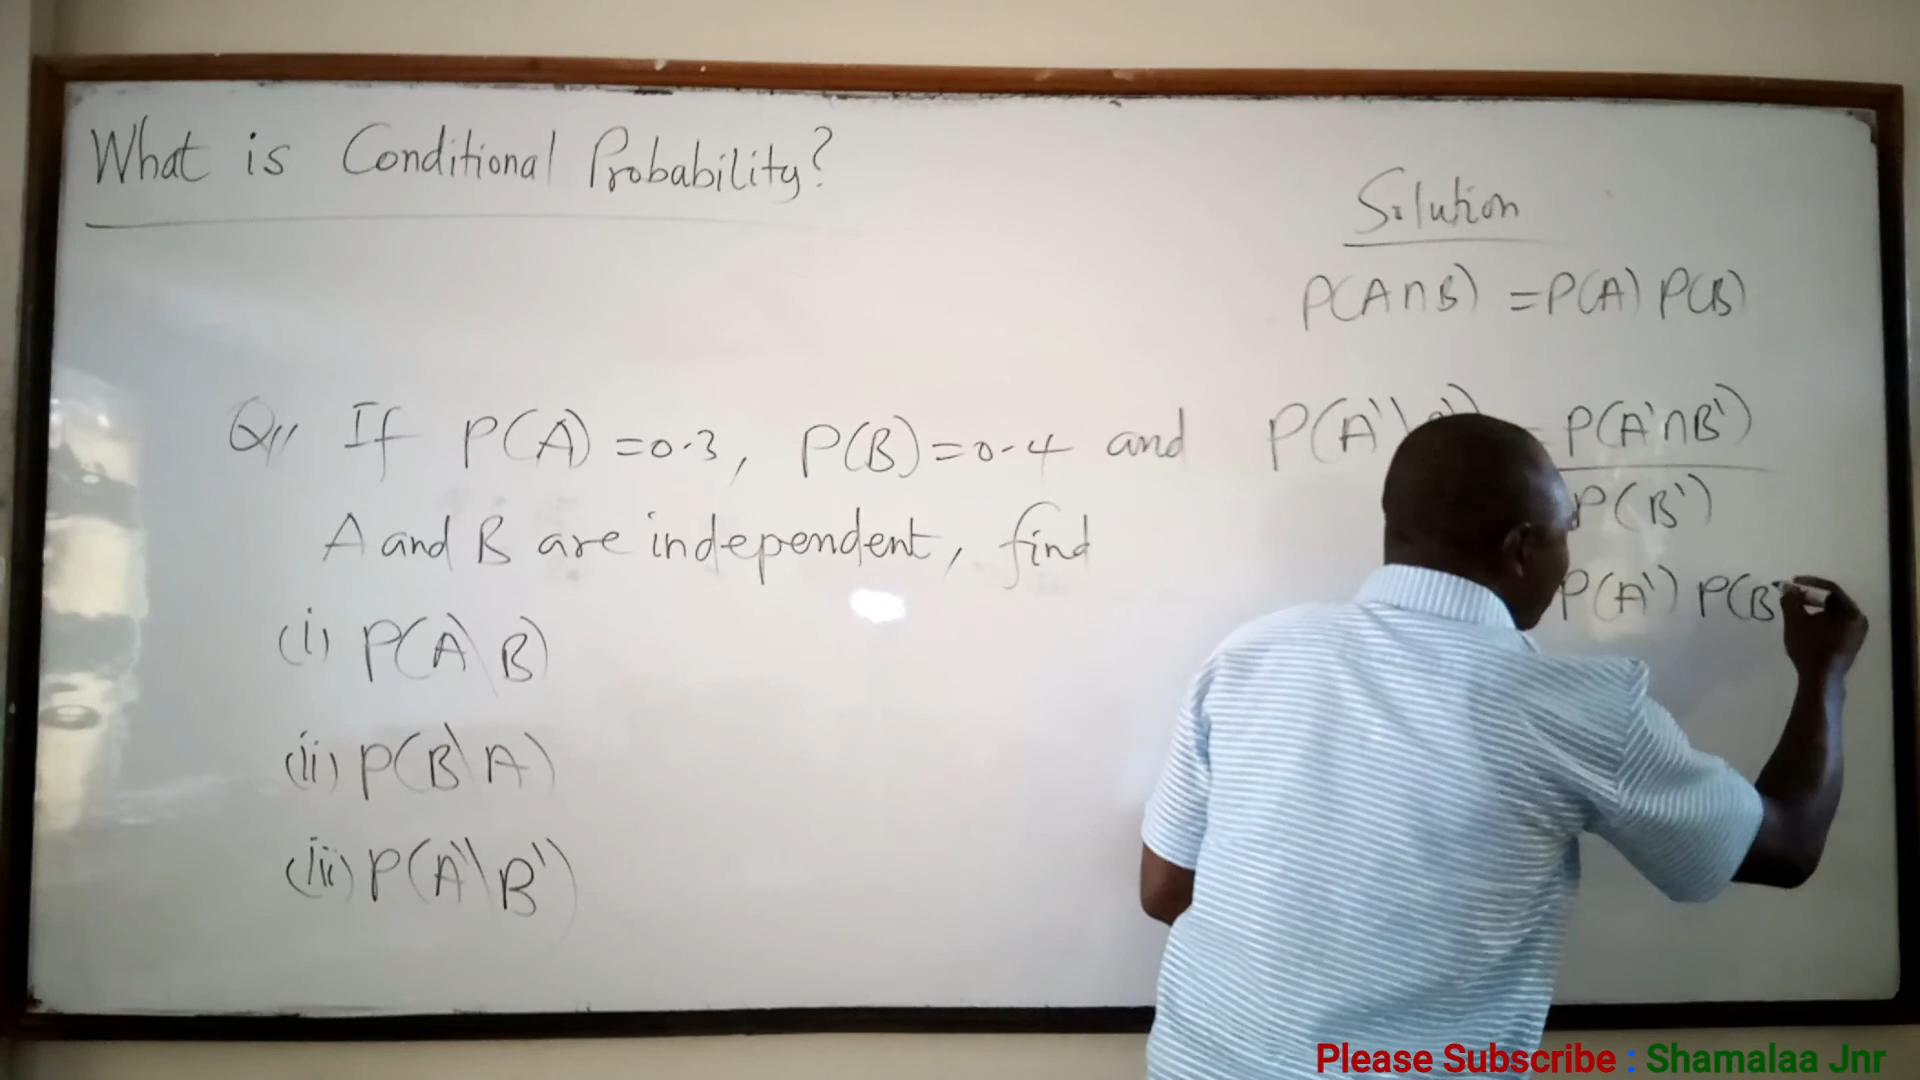 What is Conditional Probability?
Q// If P(A) = 0.3, P(B) = 0.4 and
A and B are independent, find
(i) P(A\B)
(ii) P(B\A)
(iii) P(A'\B')
Solution
P(A∩B) = P(A) P(B)
P(A'\ ') = P(A'∩B')
P(B')
P(A') P(B'
Please Subscribe : Shamalaa Jnr